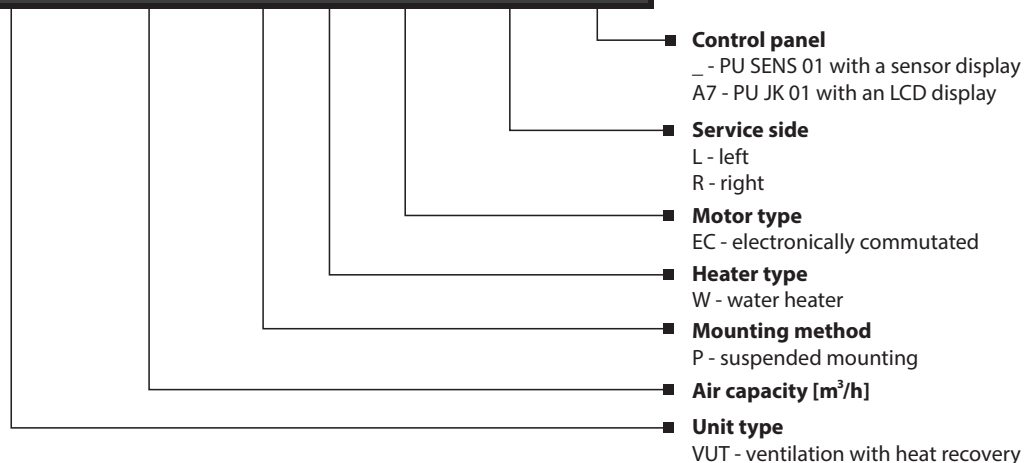 Control panel
_ - PU SENS 01 with a sensor display
A7 - PU JK 01 with an LCD display
Service side
L - left
R - right
Motor type
EC - electronically commutated
Heater type
W - water heater
Mounting method
P - suspended mounting
Air capacity [m³/h]
Unit type
VUT - ventilation with heat recovery